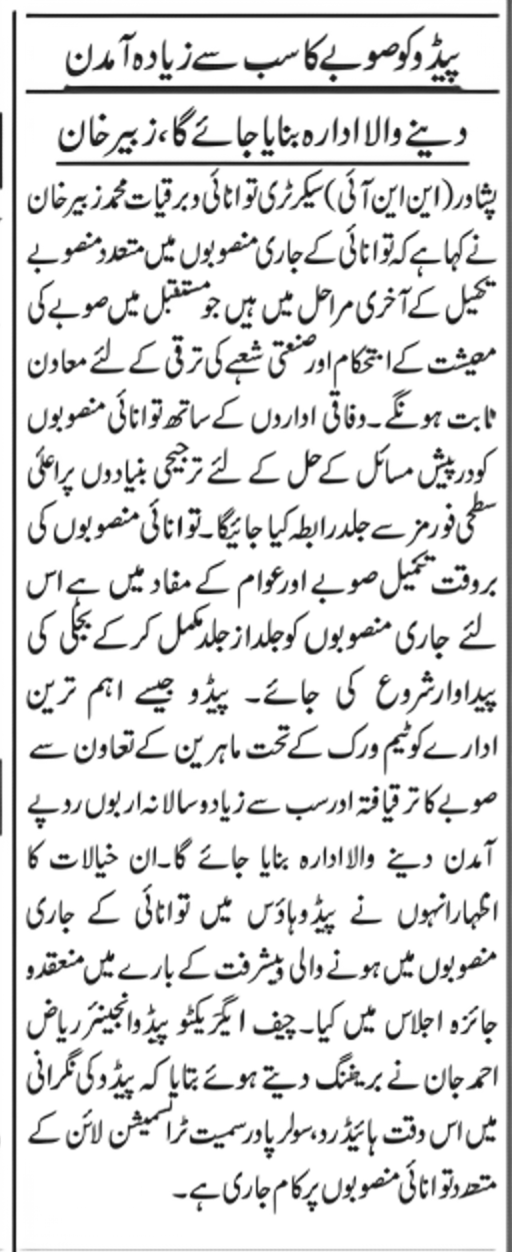 پیڈو کو صوبے کا سب سے زیادہ آمدن
دینے والا ادارہ بنایا جائے گا، زبیر خان
پشاور (این این آئی) سیکرٹری توانائی و برقیات محمد زبیر خان
نے کہا ہے کہ توانائی کے جاری منصوبوں میں متعدد منصوبے
تکمیل کے آخری مراحل میں ہیں جو مستقبل میں صوبے کی
معیشت کے استحکام اور صنعتی شعبے کی ترقی کے لئے معاون
ثابت ہونگے۔ وفاقی اداروں کے ساتھ توانائی منصوبوں
کو درپیش مسائل کے حل کے لئے ترجیحی بنیادوں پر اعلیٰ
سطحی فورمز سے جلد رابطہ کیا جائیگا۔ توانائی منصوبوں کی
بروقت تکمیل صوبے اور عوام کے مفاد میں ہے اس
لئے جاری منصوبوں کو جلد از جلد مکمل کر کے بجلی کی
پیداوار شروع کی جائے۔ پیڈو جیسے اہم ترین
ادارے کو ٹیم ورک کے تحت ماہرین کے تعاون سے
صوبے کا ترقیافتہ اور سب سے زیادہ سالانہ اربوں روپے
آمدن دینے والا ادارہ بنایا جائے گا۔ ان خیالات کا
اظہار انہوں نے پیڈو ہاؤس میں توانائی کے جاری
منصوبوں میں ہونے والی پیشرفت کے بارے میں منعقدہ
جائزہ اجلاس میں کیا۔ چیف ایگزیکٹو پیڈو انجینئر ریاض
احمد جان نے بریفنگ دیتے ہوئے بتایا کہ پیڈو کی نگرانی
میں اس وقت ہائیڈرو، سولر پاور سمیت ٹرانسمیشن لائن کے
متعدد توانائی منصوبوں پر کام جاری ہے۔